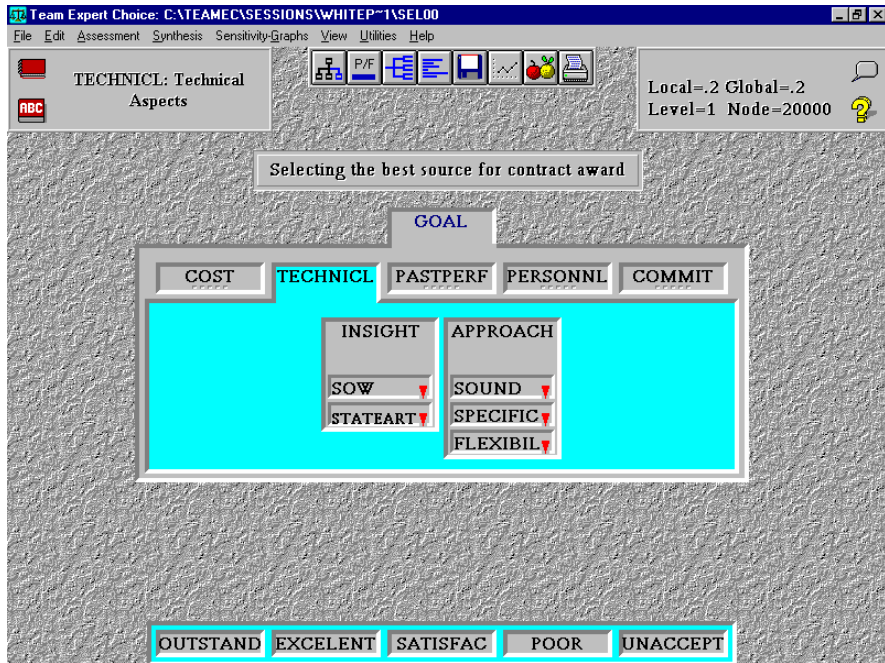 Team Expert Choice: C:\TEAMEC\SESSIONS\WHITEP~1\SEL00
File Edit Assessment Synthesis Sensitivity-Graphs View Utilities Help
TECHNICL: Technical
Aspects
ABC
P/F
Local=.2 Global=.2
Level=1 Node=20000
Selecting the best source for contract award
GOAL
COST TECHNICL PASTPERF PERSONNL COMMIT
INSIGHT APPROACH
SOW SOUND
STATEART SPECIFIC
FLEXIBIL
OUTSTAND EXCELENT SATISFAC POOR UNACCEPT